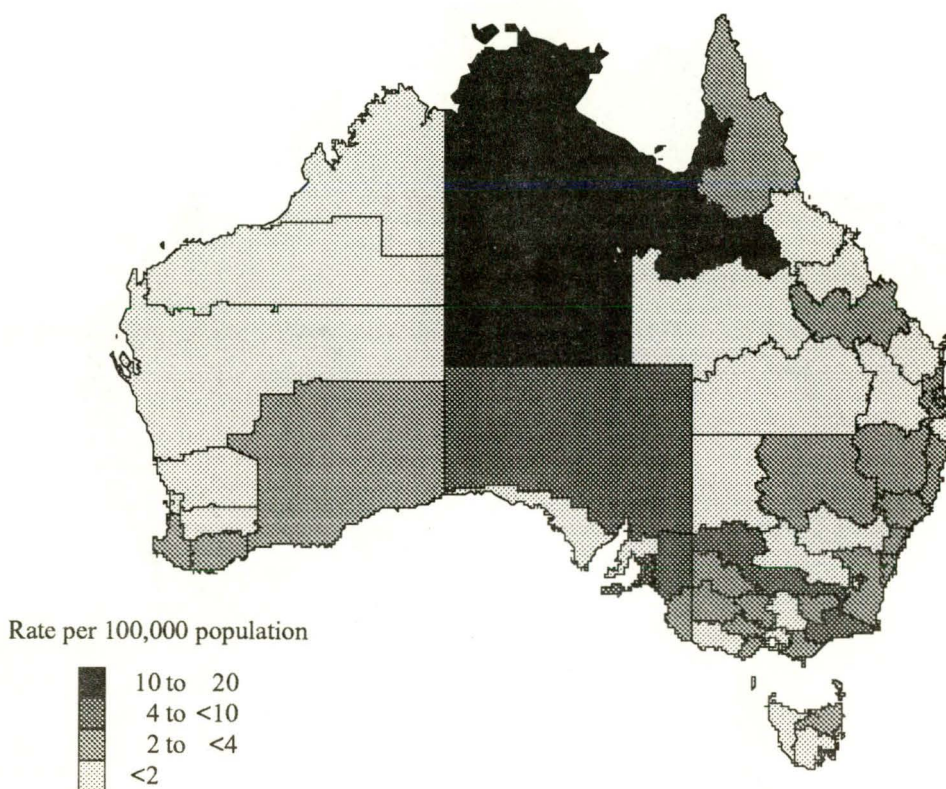 Rate per 100,000 population
10 to 20
4 to <10
2 to <4
<2